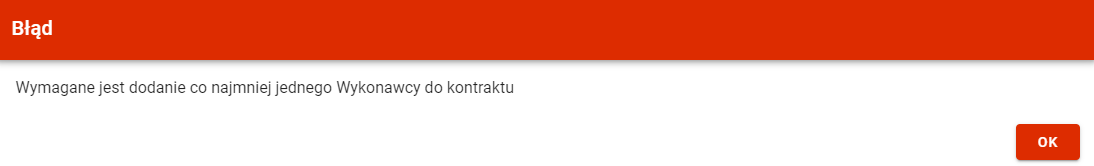 Błąd
Wymagane jest dodanie co najmniej jednego Wykonawcy do kontraktu
OK